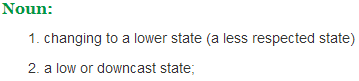 Noun:
1. changing to a lower state (a less respected state)
2. a low or downcast state;